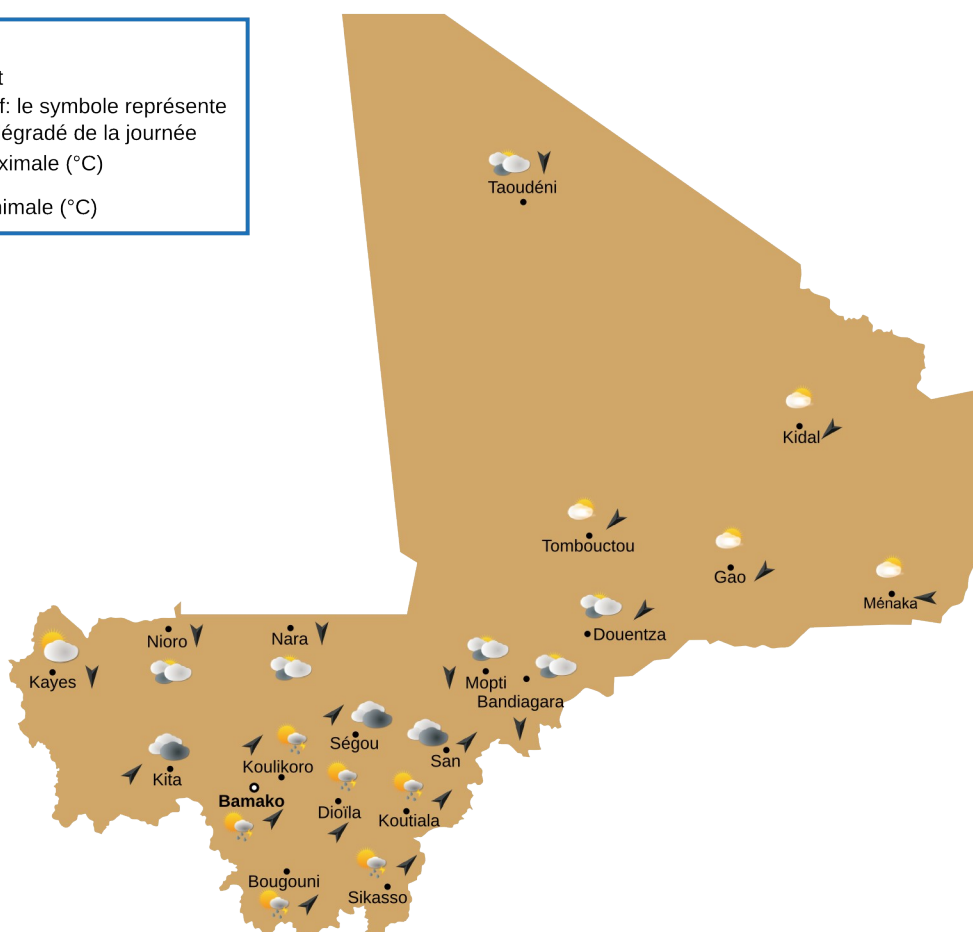 t
f: le symbole représente
égradé de la journée
ximale (°C)
imale (°C)
Taoudéni
Kidal
Tombouctou
Gao
Ménaka
Douentza
Nioro
Nara
Kayes
Mopti
Bandiagara
Ségou
San
Koulikoro
Kita
Bamako
Dioïla
Koutiala
Bougouni
Sikasso